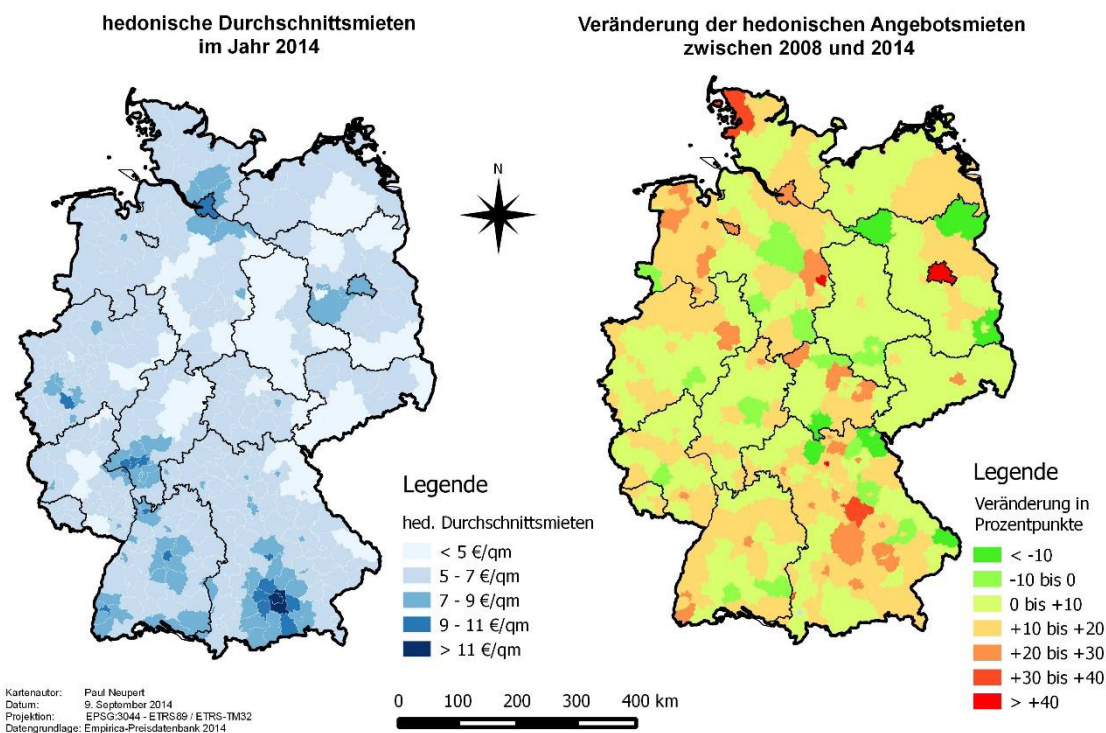 hedonische Durchschnittsmieten
im Jahr 2014
Veränderung der hedonischen Angebotsmieten
zwischen 2008 und 2014
N
Legende
hed. Durchschnittsmieten
< 5 €/qm
5 - 7 €/qm
7 - 9 €/qm
9 - 11 €/qm
> 11 €/qm
Legende
Veränderung in
Prozentpunkte
< -10
-10 bis 0
0 bis +10
+10 bis +20
+20 bis +30
+30 bis +40
> +40
Kartenautor: Paul Neupert
Datum: 9. September 2014
Projektion: EPSG:3044 - ETRS89 / ETRS-TM32
Datengrundlage: Empirica-Preisdatenbank 2014
0 100 200 300 400 km